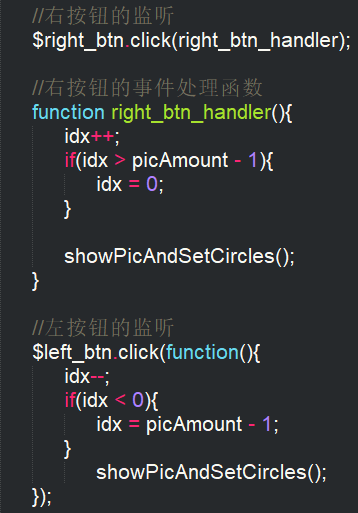 //右按钮的监听
$right_btn.click(right_btn_handler);
//右按钮的事件处理函数
function right_btn_handler(){
idx++;
if(idx > picAmount - 1){
idx = 0;
}
showPicAndSetCircles();
}
//左按钮的监听
$left_btn.click(function(){
idx--;
if(idx < 0){
idx = picAmount - 1;
}
showPicAndSetCircles();
});